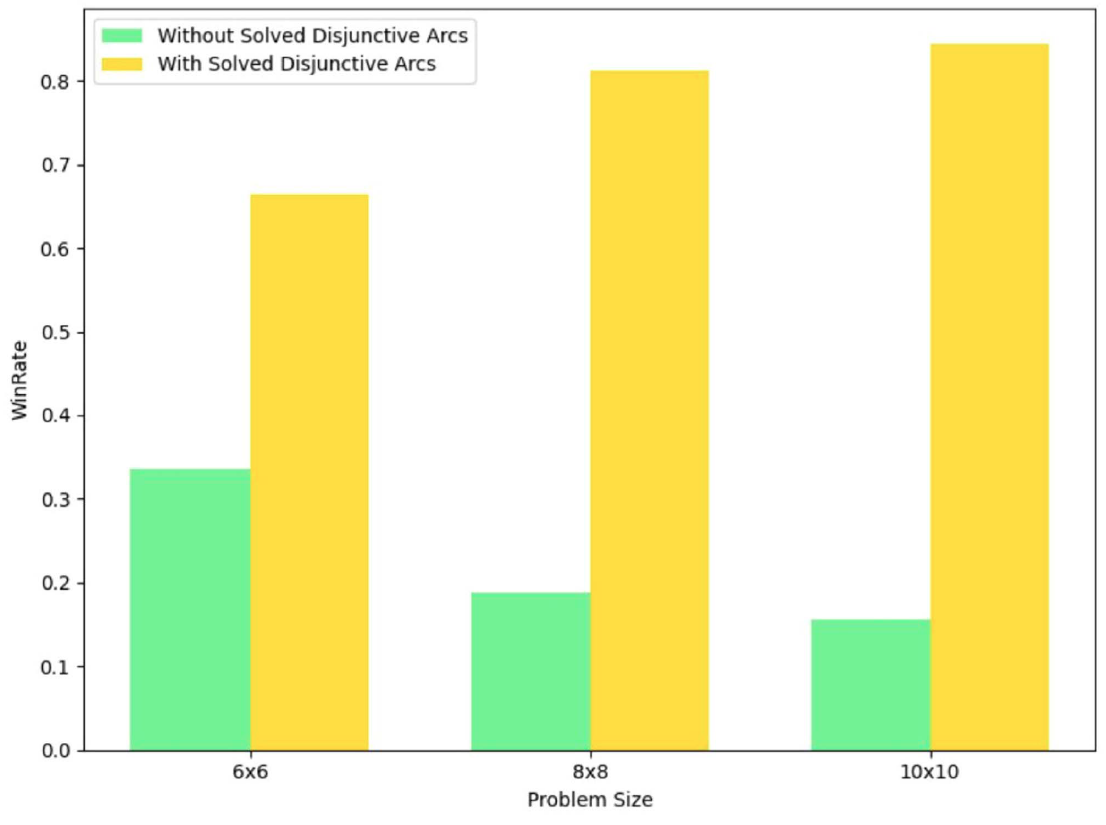 Without Solved Disjunctive Arcs
With Solved Disjunctive Arcs
WinRate
0.8
0.7
0.6
0.5
0.4
0.3
0.2
0.1
0.0
6x6
8x8
10x10
Problem Size